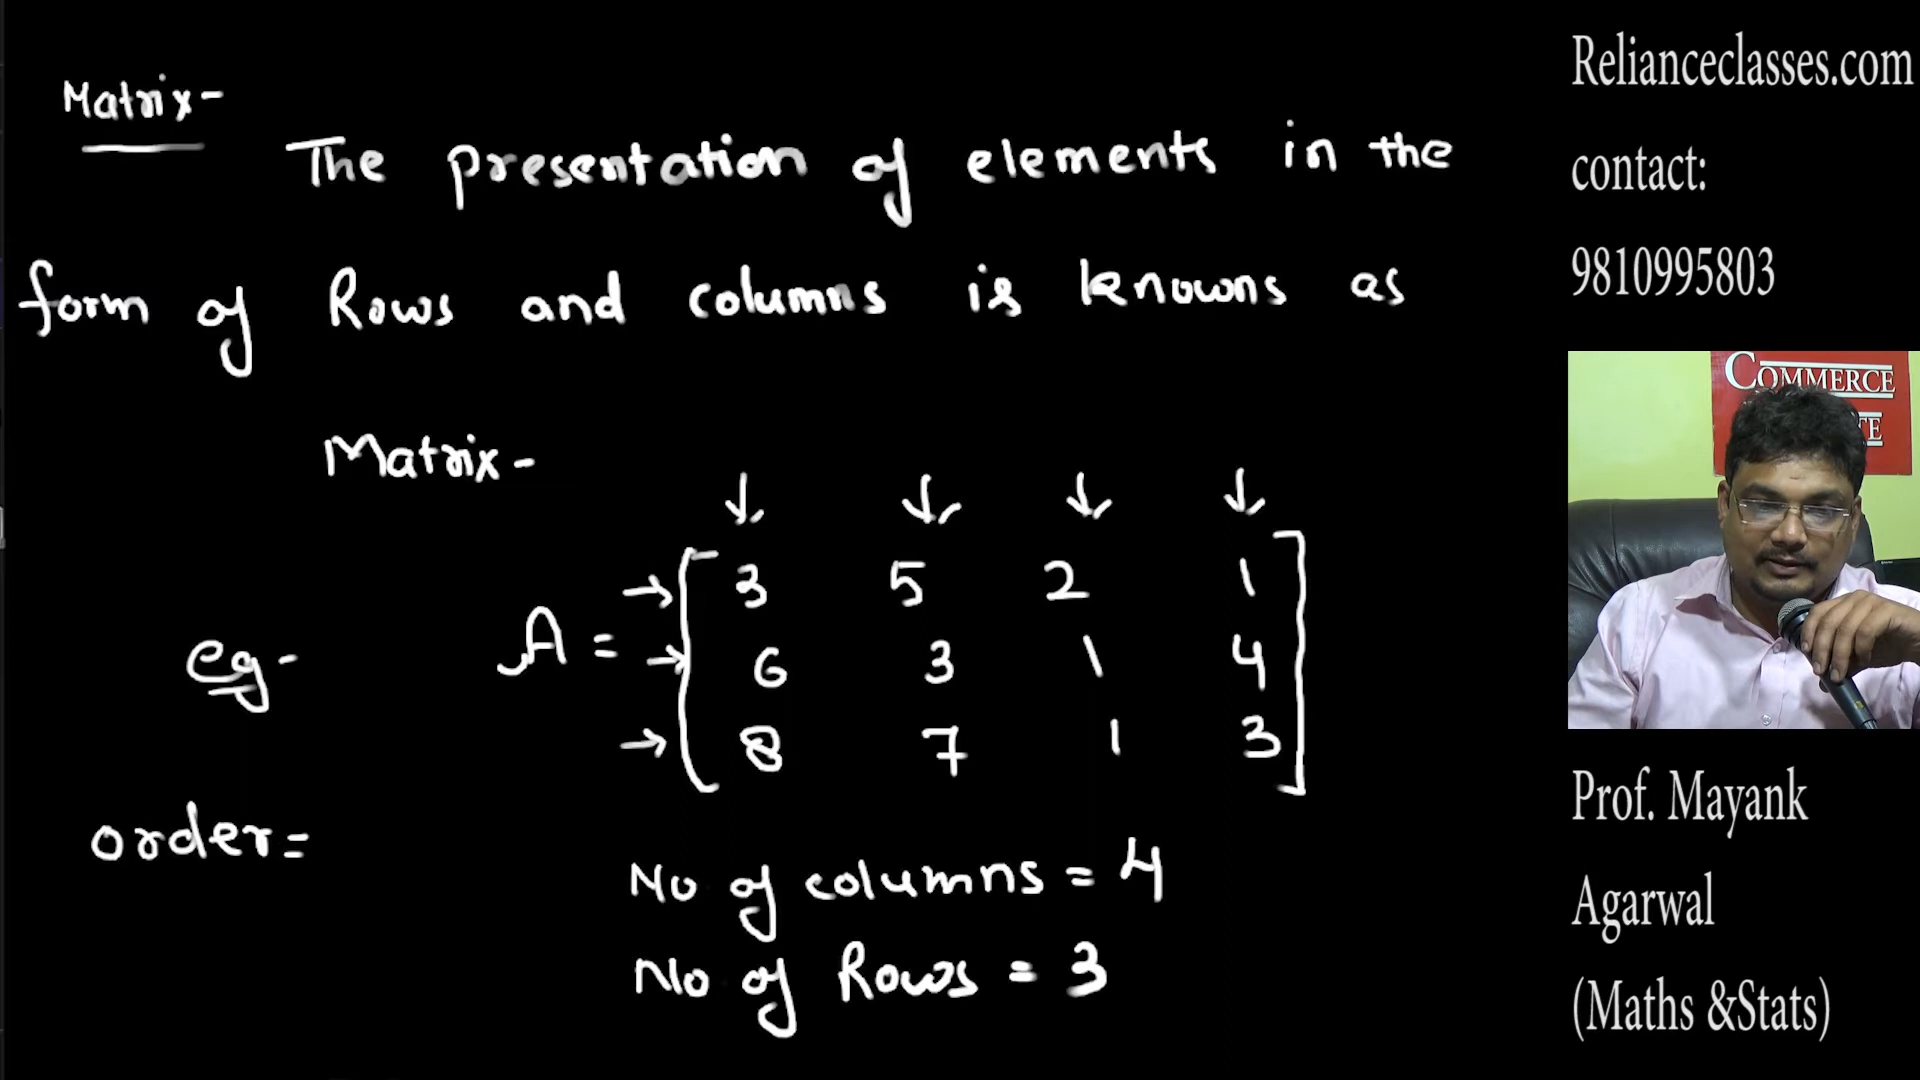 Matrix-
The presentation of elements in the
form of Rows and columns is knowns as
Matrix-
eg-
A = → [ 3 5 2 1
→ 6 3 1 4
→ 8 7 1 3 ]
order=
No of columns = 4
No of Rows = 3
Relianceclasses.com
contact:
9810995803
COMMERCE
TE
Prof. Mayank
Agarwal
(Maths &Stats)